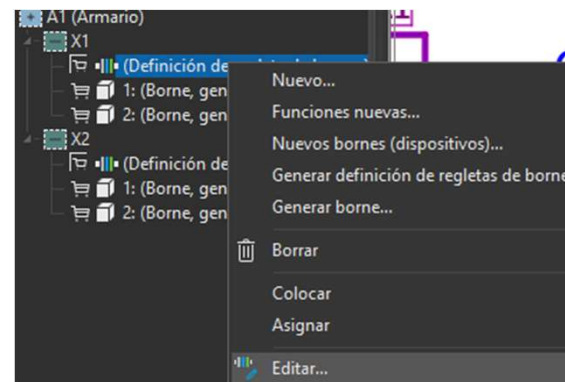 A1 (Armario)
X1
(Definición de
1: (Borne, gen
2: (Borne, gen
X2
(Definición de
1: (Borne, gen
2: (Borne, gen
Nuevo...
Funciones nuevas...
Nuevos bornes (dispositivos)...
Generar definición de regletas de borne
Generar borne...
Borrar
Colocar
Asignar
Editar...